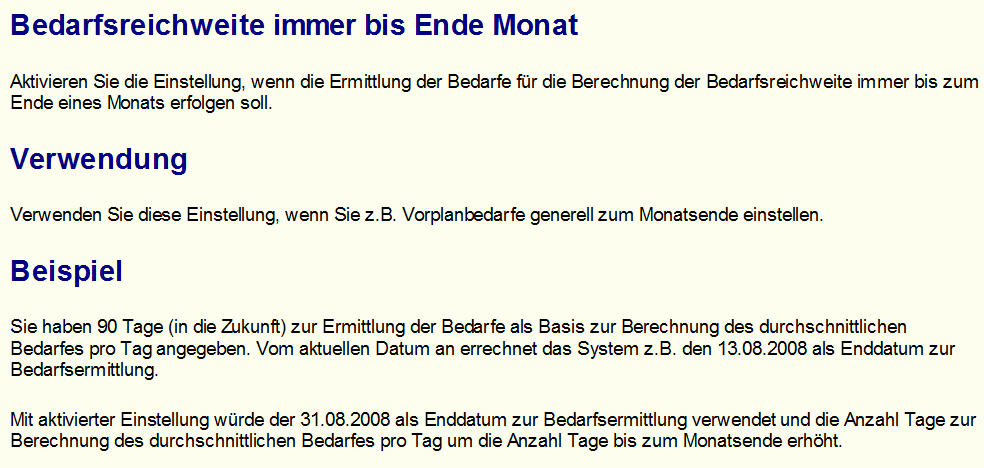 Bedarfsreichweite immer bis Ende Monat
Aktivieren Sie die Einstellung, wenn die Ermittlung der Bedarfe für die Berechnung der Bedarfsreichweite immer bis zum
Ende eines Monats erfolgen soll.
Verwendung
Verwenden Sie diese Einstellung, wenn Sie z.B. Vorplanbedarfe generell zum Monatsende einstellen.
Beispiel
Sie haben 90 Tage (in die Zukunft) zur Ermittlung der Bedarfe als Basis zur Berechnung des durchschnittlichen
Bedarfes pro Tag angegeben. Vom aktuellen Datum an errechnet das System z.B. den 13.08.2008 als Enddatum zur
Bedarfsermittlung.
Mit aktivierter Einstellung würde der 31.08.2008 als Enddatum zur Bedarfsermittlung verwendet und die Anzahl Tage zur
Berechnung des durchschnittlichen Bedarfes pro Tag um die Anzahl Tage bis zum Monatsende erhöht.